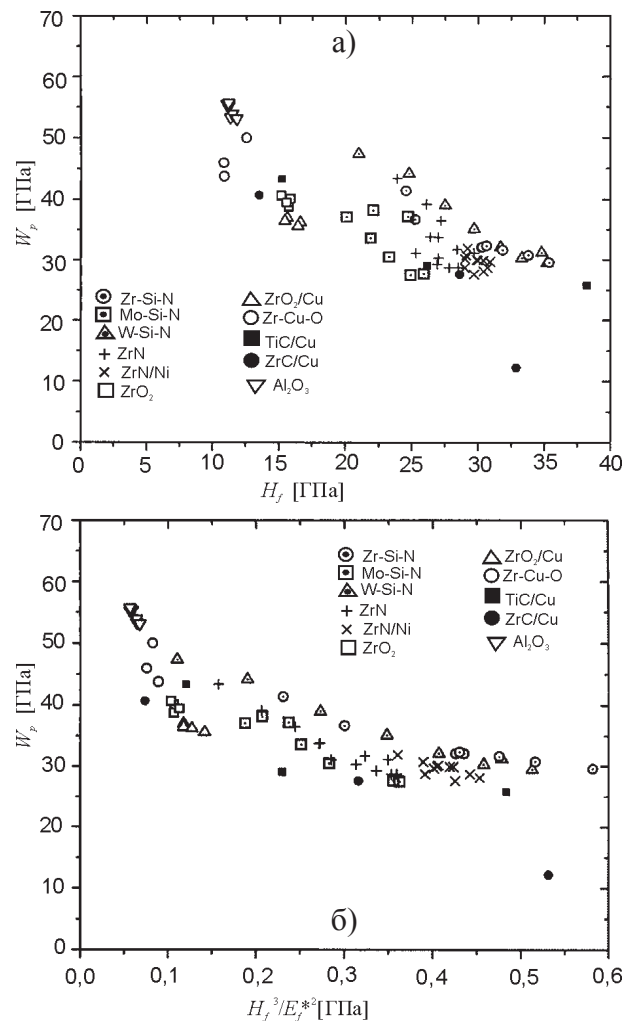 а)
70
60
50
40
30
20
10
0
W_p [ГПа]
Zr-Si-N
Mo-Si-N
W-Si-N
ZrN
ZrN/Ni
ZrO₂
ZrO₂/Cu
Zr-Cu-O
TiC/Cu
ZrC/Cu
Al₂O₃
0 5 10 15 20 25 30 35 40
H_f [ГПа]
70
60
50
40
30
20
10
0
W_p [ГПа]
Zr-Si-N
Mo-Si-N
W-Si-N
ZrN
ZrN/Ni
ZrO₂
ZrO₂/Cu
Zr-Cu-O
TiC/Cu
ZrC/Cu
Al₂O₃
б)
0,0 0,1 0,2 0,3 0,4 0,5 0,6
H_f³/E_f*²[ГПа]